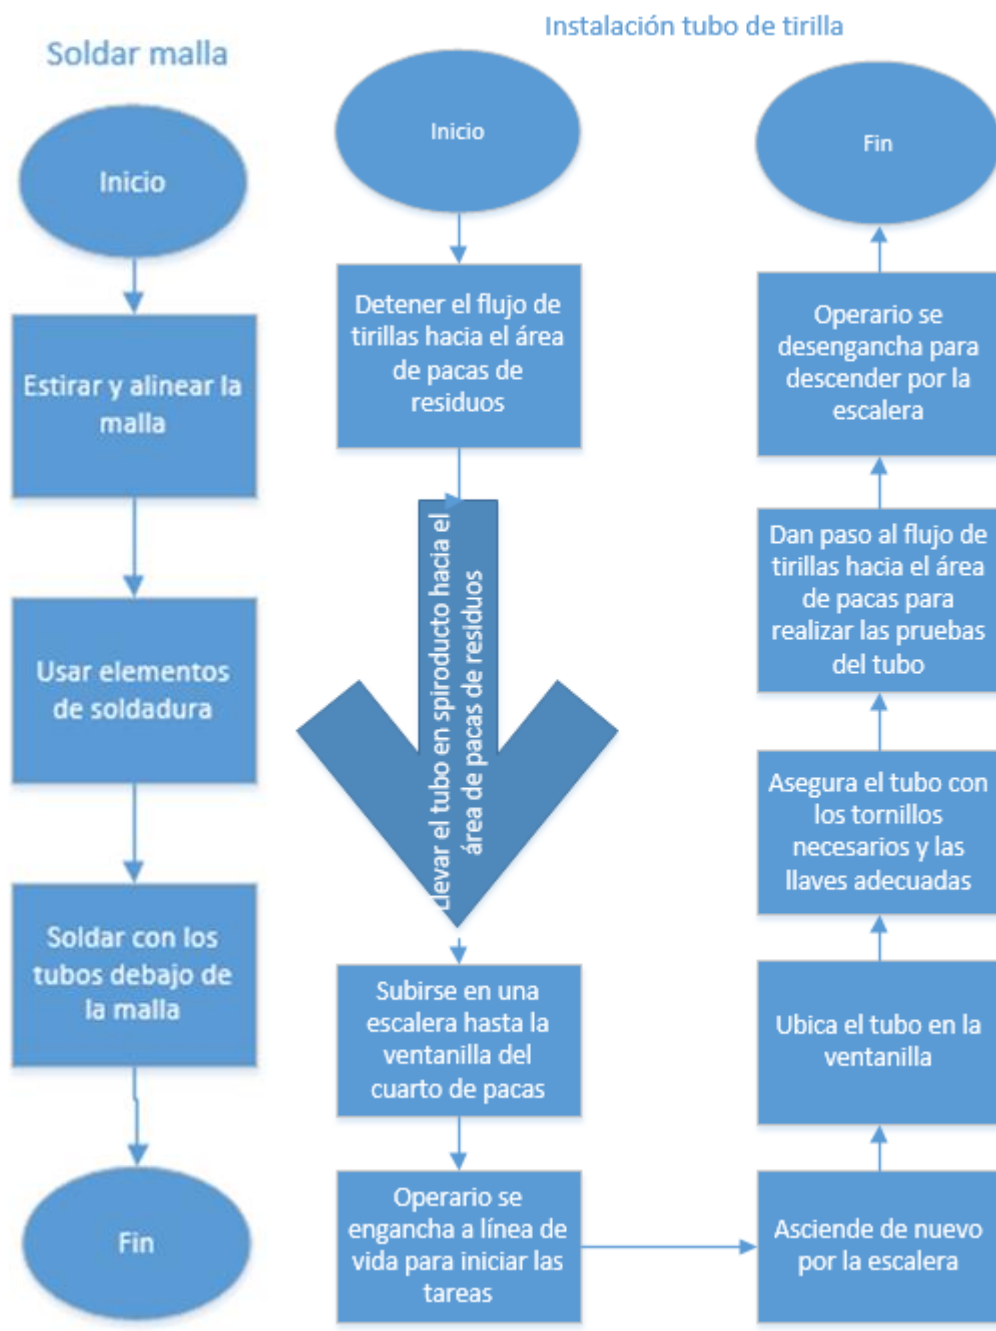 Soldar malla
Inicio
Estirar y alinear la
malla
Usar elementos
de soldadura
Soldar con los
tubos debajo de
la malla
Fin
Instalación tubo de tirilla
Inicio
Detener el flujo de
tirillas hacia el área
de pacas de
residuos
Llevar el tubo en spiroducto hacia el
área de pacas de residuos
Subirse en una
escalera hasta la
ventanilla del
cuarto de pacas
Operario se
engancha a línea de
vida para iniciar las
tareas
Asciende de nuevo
por la escalera
Ubica el tubo en la
ventanilla
Asegura el tubo con
los tornillos
necesarios y las
llaves adecuadas
Dan paso al flujo de
tirillas hacia el área
de pacas para
realizar las pruebas
del tubo
Operario se
desengancha para
descender por la
escalera
Fin